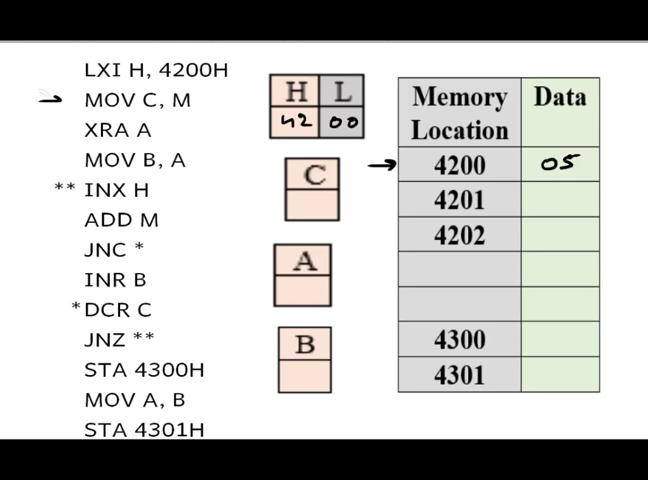 LXI H, 4200H
MOV C, M
XRA A
MOV B, A
** INX H
ADD M
JNC *
INR B
*DCR C
JNZ **
STA 4300H
MOV A, B
STA 4301H
H L
42 00
C
A
B
Memory Location Data
4200 05
4201
4202
4300
4301